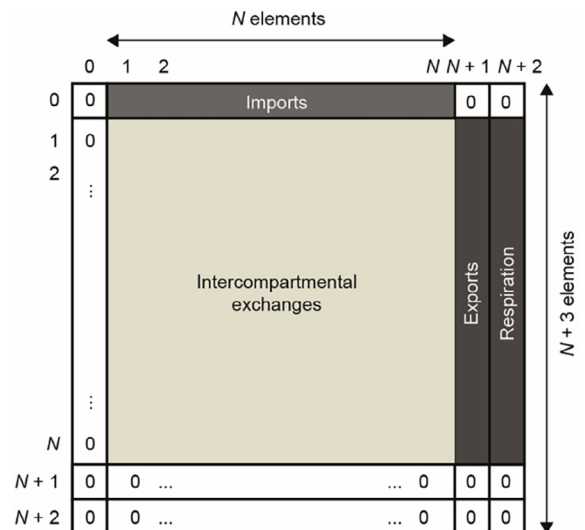 N elements
0 1 2 N N + 1 N + 2
0 0 Imports 0 0
1 0
2 ⋮
Intercompartmental
exchanges
Exports
Respiration
N + 3 elements
⋮
N 0
N + 1 0 0 ... ... 0 0 0
N + 2 0 0 ... ... 0 0 0